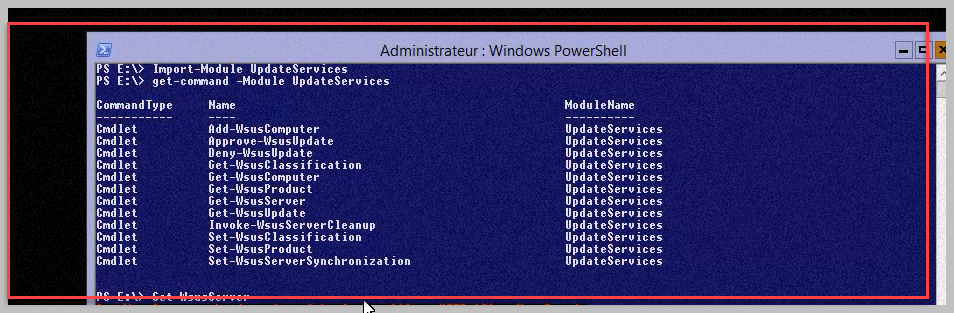 Administrateur : Windows PowerShell
PS E:\> Import-Module UpdateServices
PS E:\> get-command -Module UpdateServices
CommandType Name ModuleName
----------- ---- ----------
Cmdlet Add-WsusComputer UpdateServices
Cmdlet Approve-WsusUpdate UpdateServices
Cmdlet Deny-WsusUpdate UpdateServices
Cmdlet Get-WsusClassification UpdateServices
Cmdlet Get-WsusComputer UpdateServices
Cmdlet Get-WsusProduct UpdateServices
Cmdlet Get-WsusServer UpdateServices
Cmdlet Get-WsusUpdate UpdateServices
Cmdlet Invoke-WsusServerCleanup UpdateServices
Cmdlet Set-WsusClassification UpdateServices
Cmdlet Set-WsusProduct UpdateServices
Cmdlet Set-WsusServerSynchronization UpdateServices
PS E:\> Get-WsusServer